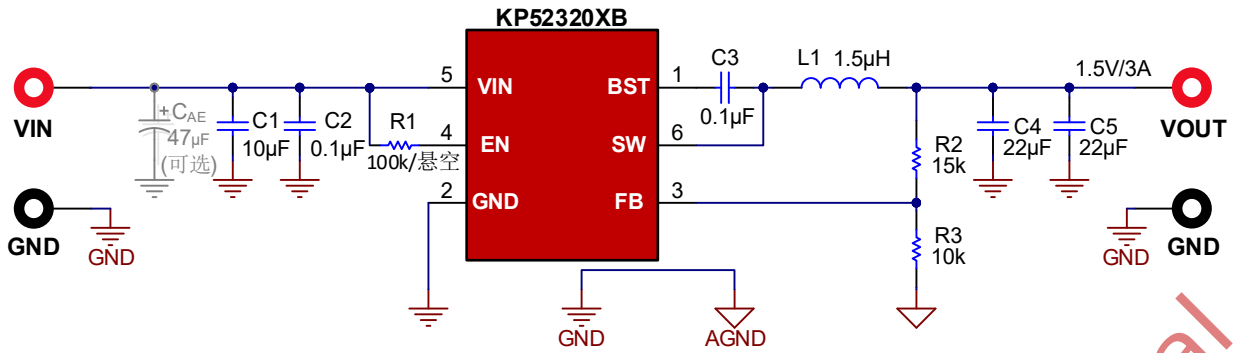 KP52320XB
VIN
+CAE
47µF
(可选)
C1
10µF
C2
0.1µF
R1
100k/悬空
5
VIN
4
EN
2
GND
BST
1
SW
6
FB
3
C3
0.1µF
L1 1.5µH
R2
15k
R3
10k
C4
22µF
C5
22µF
1.5V/3A
VOUT
GND
GND
GND
AGND
GND
GND
al